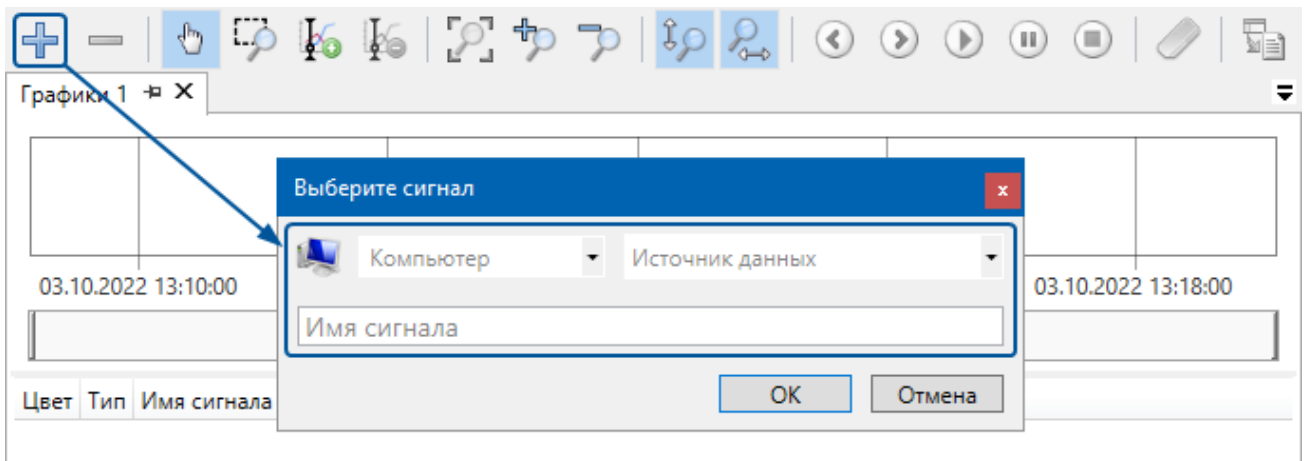 Графики 1
Выберите сигнал
Компьютер
Источник данных
03.10.2022 13:10:00
03.10.2022 13:18:00
Имя сигнала
OK
Отмена
Цвет Тип Имя сигнала